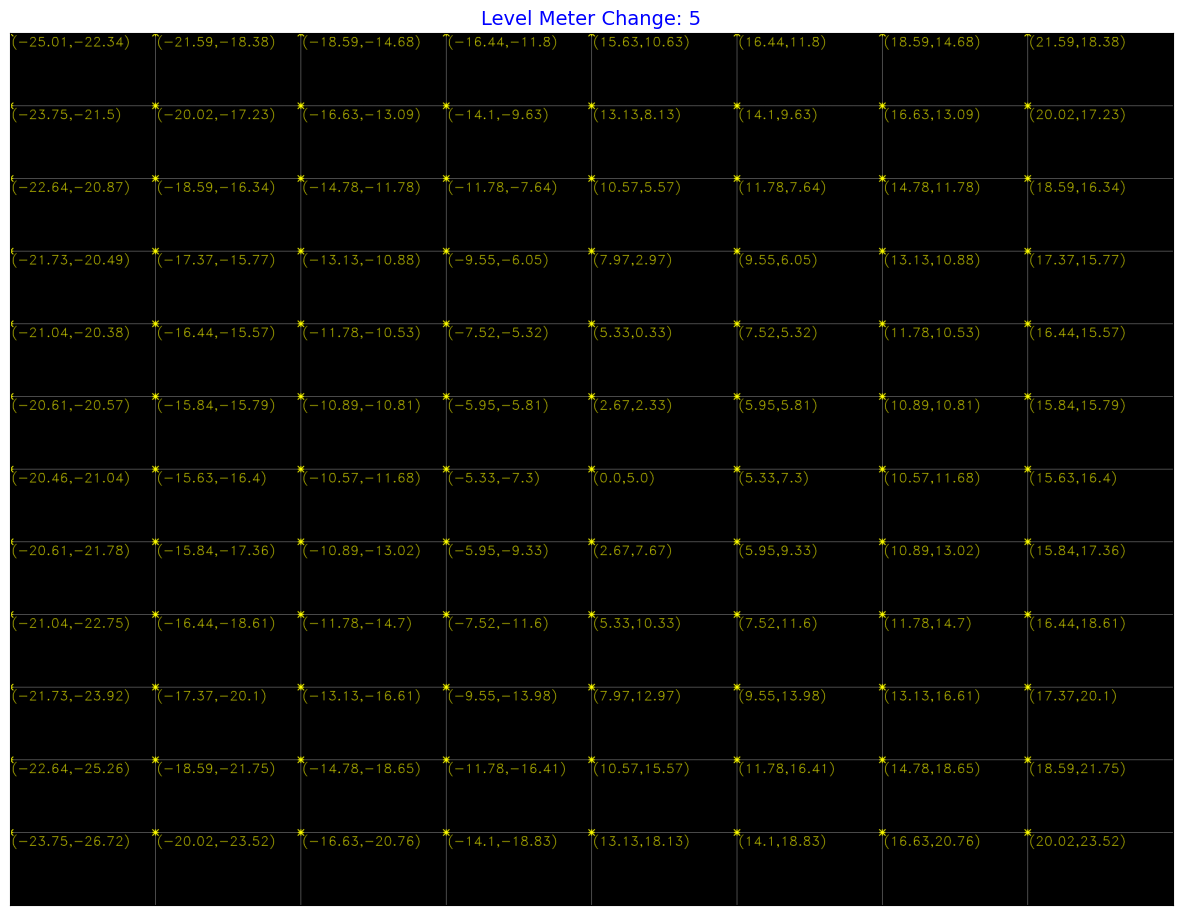 Level Meter Change: 5
(-25.01,-22.34) (-21.59,-18.38) (-18.59,-14.68) (-16.44,-11.8) (15.63,10.63) (16.44,11.8) (18.59,14.68) (21.59,18.38)
(-23.75,-21.5) (-20.02,-17.23) (-16.63,-13.09) (-14.1,-9.63) (13.13,8.13) (14.1,9.63) (16.63,13.09) (20.02,17.23)
(-22.64,-20.87) (-18.59,-16.34) (-14.78,-11.78) (-11.78,-7.64) (10.57,5.57) (11.78,7.64) (14.78,11.78) (18.59,16.34)
(-21.73,-20.49) (-17.37,-15.77) (-13.13,-10.88) (-9.55,-6.05) (7.97,2.97) (9.55,6.05) (13.13,10.88) (17.37,15.77)
(-21.04,-20.38) (-16.44,-15.57) (-11.78,-10.53) (-7.52,-5.32) (5.33,0.33) (7.52,5.32) (11.78,10.53) (16.44,15.57)
(-20.61,-20.57) (-15.84,-15.79) (-10.89,-10.81) (-5.95,-5.81) (2.67,2.33) (5.95,5.81) (10.89,10.81) (15.84,15.79)
(-20.46,-21.04) (-15.63,-16.4) (-10.57,-11.68) (-5.33,-7.3) (0.0,5.0) (5.33,7.3) (10.57,11.68) (15.63,16.4)
(-20.61,-21.78) (-15.84,-17.36) (-10.89,-13.02) (-5.95,-9.33) (2.67,7.67) (5.95,9.33) (10.89,13.02) (15.84,17.36)
(-21.04,-22.75) (-16.44,-18.61) (-11.78,-14.7) (-7.52,-11.6) (5.33,10.33) (7.52,11.6) (11.78,14.7) (16.44,18.61)
(-21.73,-23.92) (-17.37,-20.1) (-13.13,-16.61) (-9.55,-13.98) (7.97,12.97) (9.55,13.98) (13.13,16.61) (17.37,20.1)
(-22.64,-25.26) (-18.59,-21.75) (-14.78,-18.65) (-11.78,-16.41) (10.57,15.57) (11.78,16.41) (14.78,18.65) (18.59,21.75)
(-23.75,-26.72) (-20.02,-23.52) (-16.63,-20.76) (-14.1,-18.83) (13.13,18.13) (14.1,18.83) (16.63,20.76) (20.02,23.52)